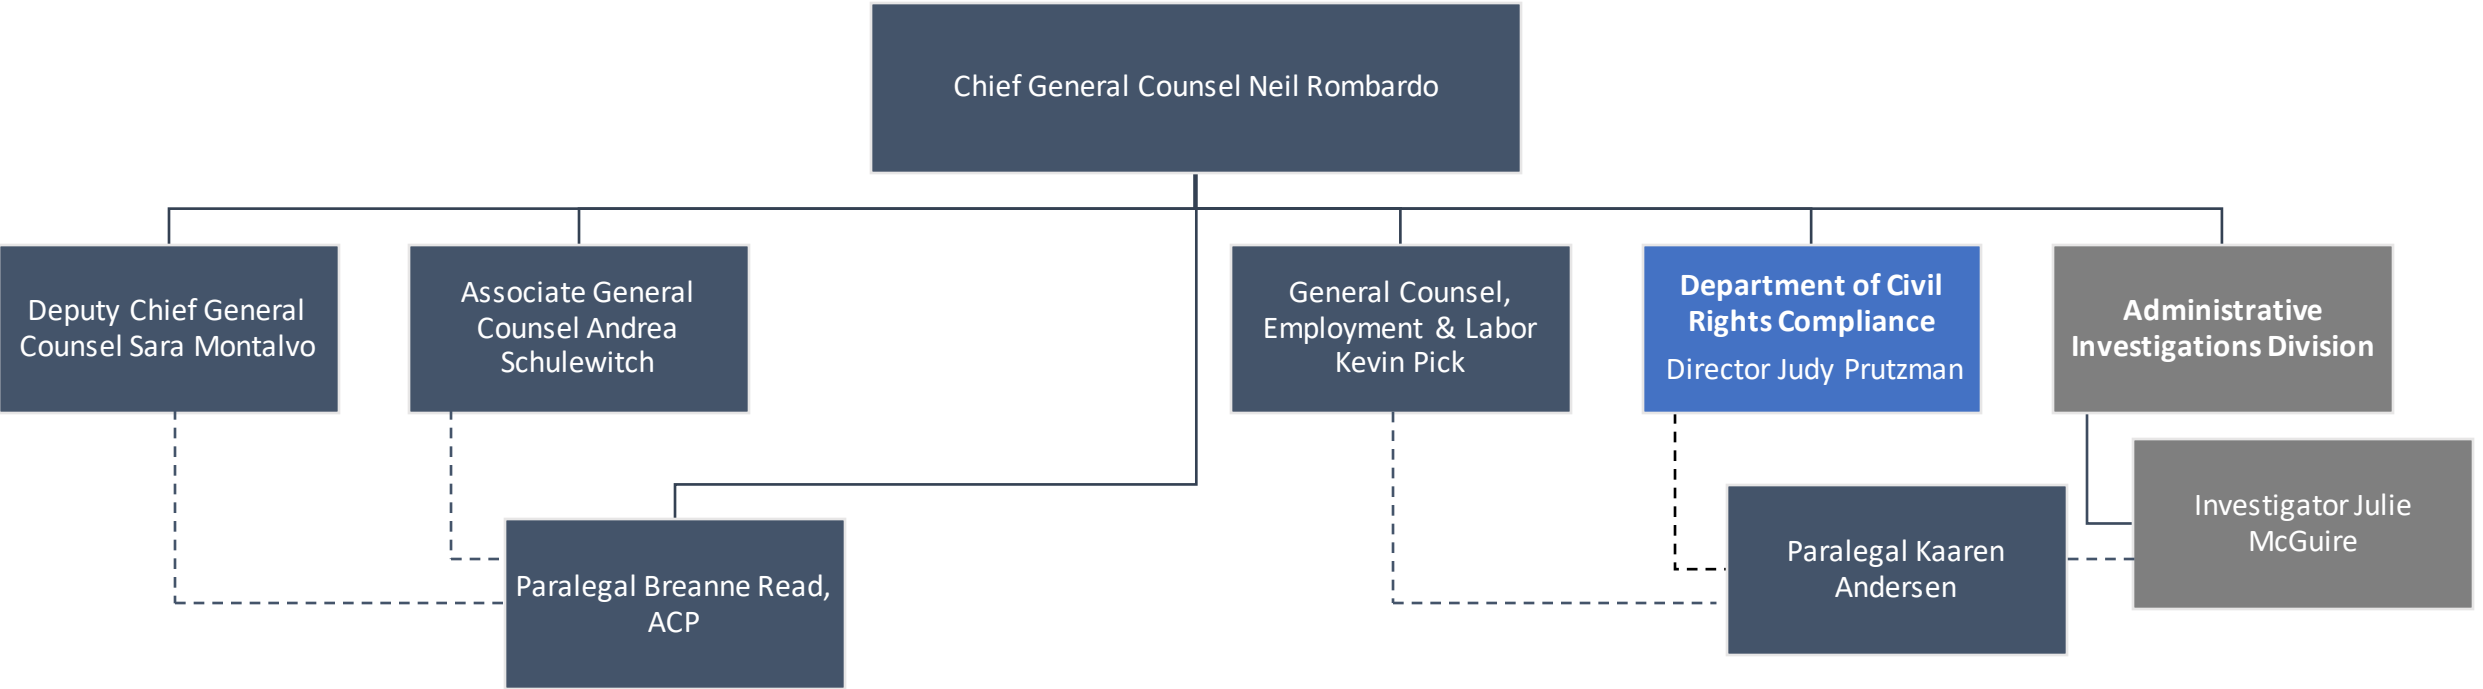 Chief General Counsel Neil Rombardo
Deputy Chief General
Counsel Sara Montalvo
Associate General
Counsel Andrea
Schulewitch
General Counsel,
Employment & Labor
Kevin Pick
Department of Civil
Rights Compliance
Director Judy Prutzman
Administrative
Investigations Division
Paralegal Breanne Read,
ACP
Paralegal Kaaren
Andersen
Investigator Julie
McGuire